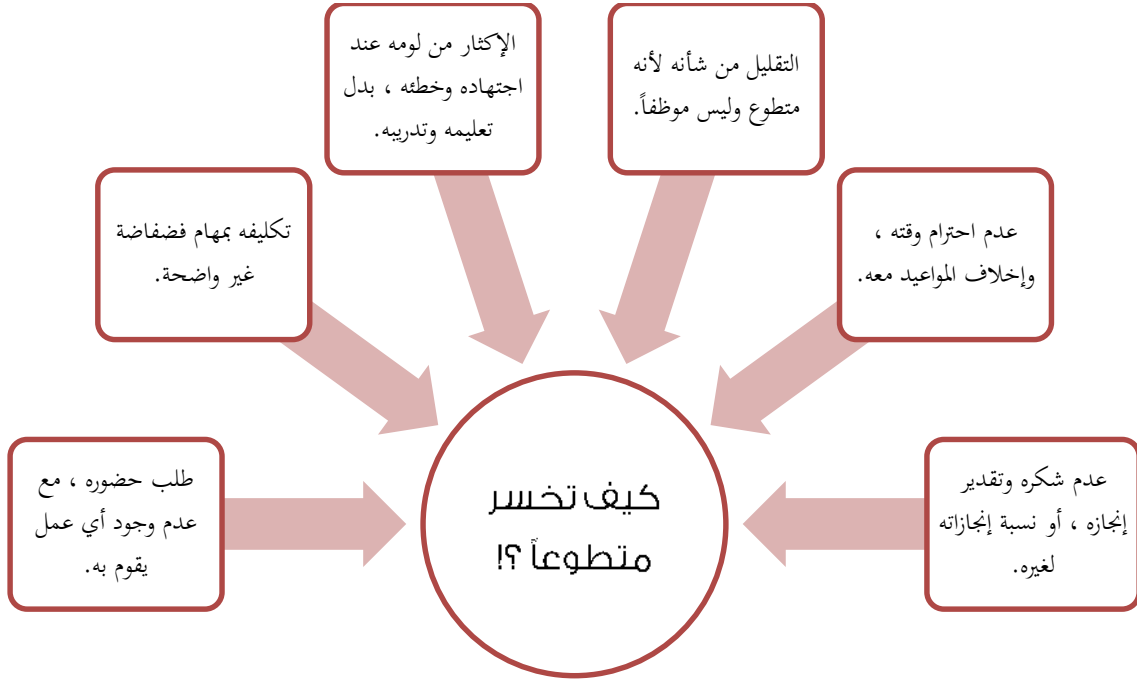 الإكثار من لومه عند
اجتهاده وخطئه ، بدل
تعليمه وتدريبه.
التقليل من شأنه لأنه
متطوع وليس موظفاً.
تكليفه بمهام فضفاضة
غير واضحة.
عدم احترام وقته ،
وإخلاف المواعيد معه.
طلب حضوره ، مع
عدم وجود أي عمل
يقوم به.
كيف تخسر
متطوعاً ؟!
عدم شكره وتقدير
إنجازه ، أو نسبة إنجازاته
لغيره.